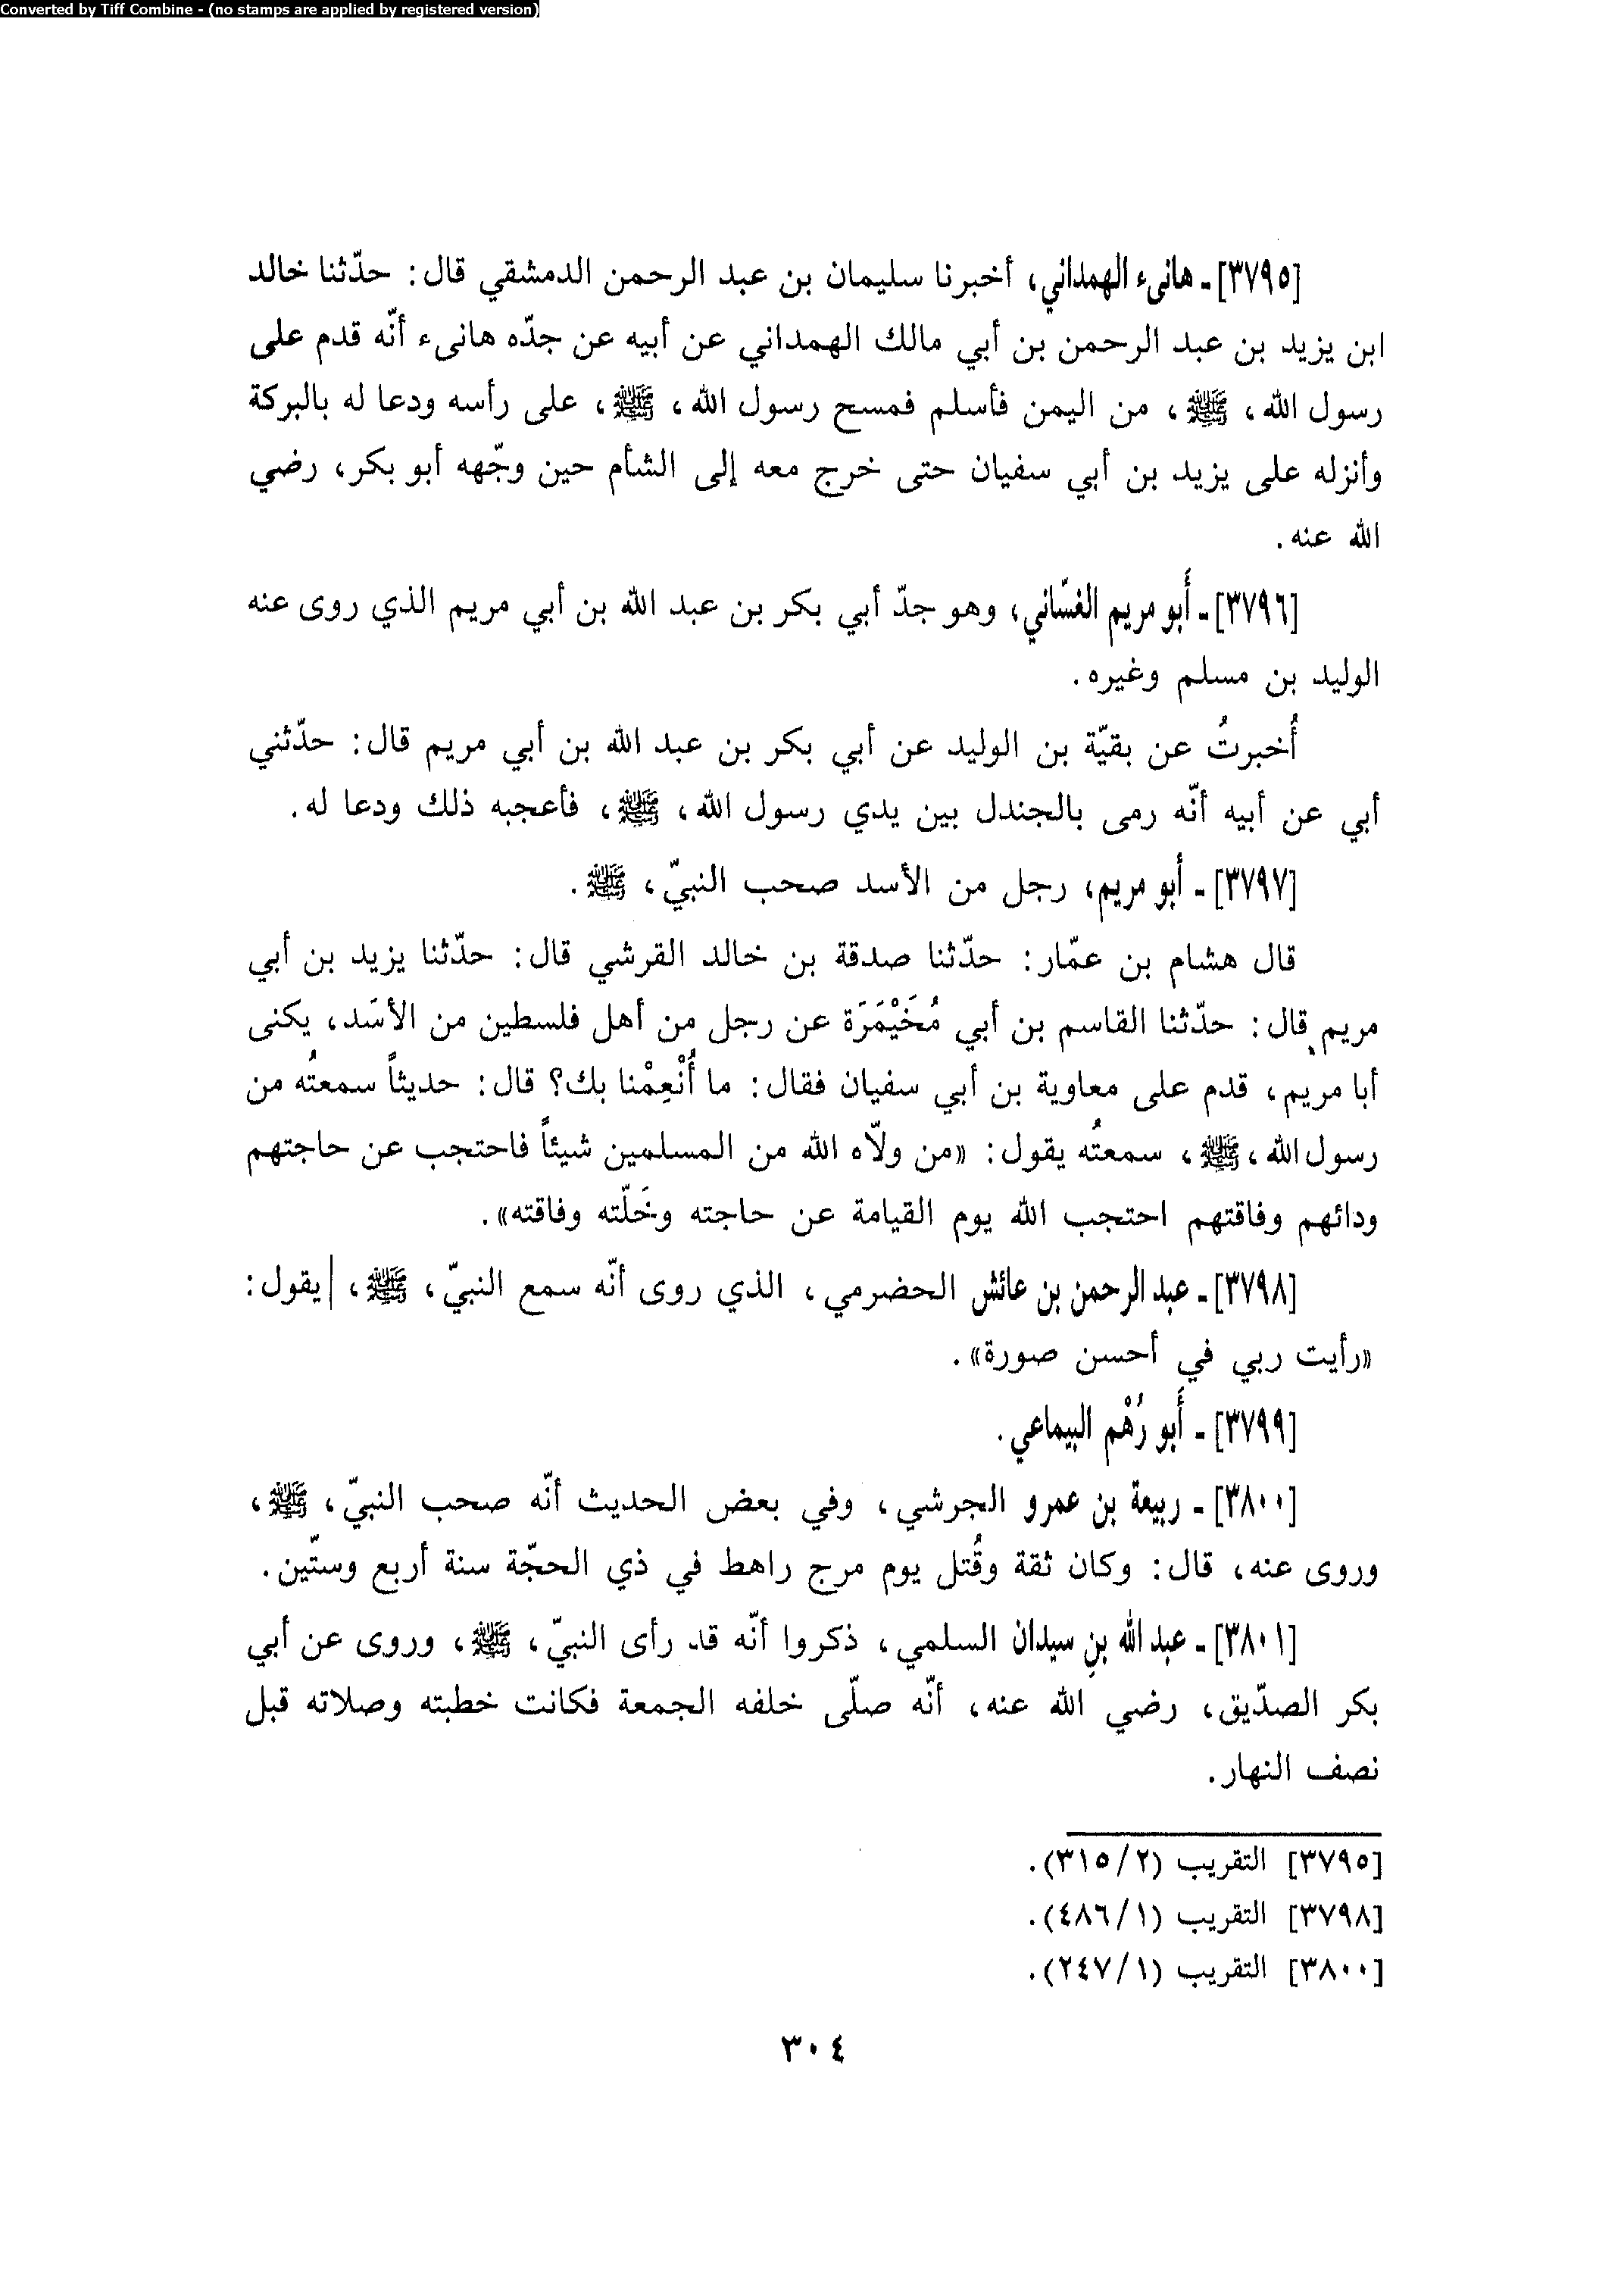 Converted by Tiff Combine - (no stamps are applied by registered version)
[٣٧٩٥] ـ هانىء الهمداني، أخبرنا سليمان بن عبد الرحمن الدمشقي قال: حدّثنا خالد
ابن يزيد بن عبد الرحمن بن أبي مالك الهمداني عن أبيه عن جدّه هانىء أنّه قدم على
رسول الله، ﷺ، من اليمن فأسلم فمسح رسول الله، ﷺ، على رأسه ودعا له بالبركة
وأنزله على يزيد بن أبي سفيان حتى خرج معه إلى الشأم حين وجّهه أبو بكر، رضي
الله عنه.
[٣٧٩٦] ـ أَبو مريم الغسّاني، وهو جدّ أبي بكر بن عبد الله بن أبي مريم الذي روى عنه
الوليد بن مسلم وغيره.
أُخبرتُ عن بقيّة بن الوليد عن أبي بكر بن عبد الله بن أبي مريم قال: حدّثني
أبي عن أبيه أنّه رمى بالجندل بين يدي رسول الله، ﷺ، فأعجبه ذلك ودعا له.
[٣٧٩٧] ـ أبو مريم، رجل من الأسد صحب النبيّ، ﷺ.
قال هشام بن عمّار: حدّثنا صدقة بن خالد القرشي قال: حدّثنا يزيد بن أبي
مريم قال: حدّثنا القاسم بن أبي مُخَيْمَرَة عن رجل من أهل فلسطين من الأسَد، يكنى
أبا مريم، قدم على معاوية بن أبي سفيان فقال: ما أُنْعِمْنا بك؟ قال: حديثاً سمعتُه من
رسول الله، ﷺ، سمعتُه يقول: «من ولّاه الله من المسلمين شيئاً فاحتجب عن حاجتهم
ودائهم وفاقتهم احتجب الله يوم القيامة عن حاجته وخَلّته وفاقته».
[٣٧٩٨] ـ عبد الرحمن بن عائش الحضرمي، الذي روى أنّه سمع النبيّ، ﷺ، يقول:
«رأيت ربي في أحسن صورة».
[٣٧٩٩] ـ أَبو رُهْم البيماعي.
[٣٨٠٠] ـ ربيعة بن عمرو الجرشي، وفي بعض الحديث أنّه صحب النبيّ، ﷺ،
وروى عنه، قال: وكان ثقة وقُتل يوم مرج راهط في ذي الحجّة سنة أربع وستّين.
[٣٨٠١] ـ عبد الله بنِ سيدان السلمي، ذكروا أنّه قد رأى النبيّ، ﷺ، وروى عن أبي
بكر الصدّيق، رضي الله عنه، أنّه صلّى خلفه الجمعة فكانت خطبته وصلاته قبل
نصف النهار.
[٣٧٩٥] التقريب (٣١٥/٢).
[٣٧٩٨] التقريب (٤٨٦/١).
[٣٨٠٠] التقريب (٢٤٧/١).
٣٠٤